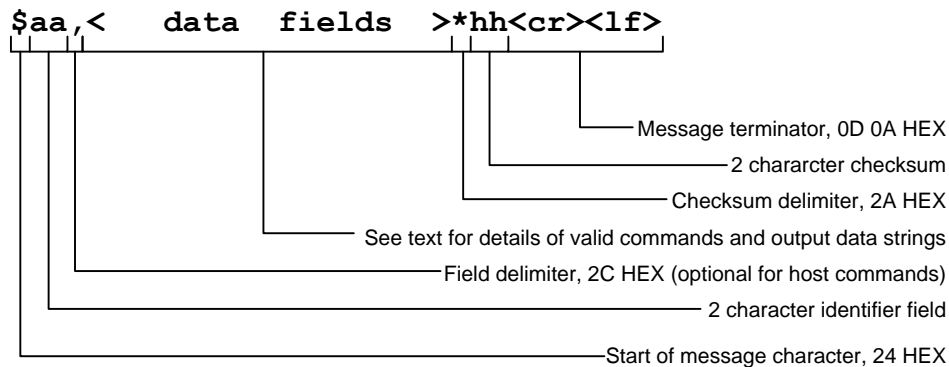 $aa,< data fields >*hh<cr><lf>
Message terminator, 0D 0A HEX
2 chararcter checksum
Checksum delimiter, 2A HEX
See text for details of valid commands and output data strings
Field delimiter, 2C HEX (optional for host commands)
2 character identifier field
Start of message character, 24 HEX